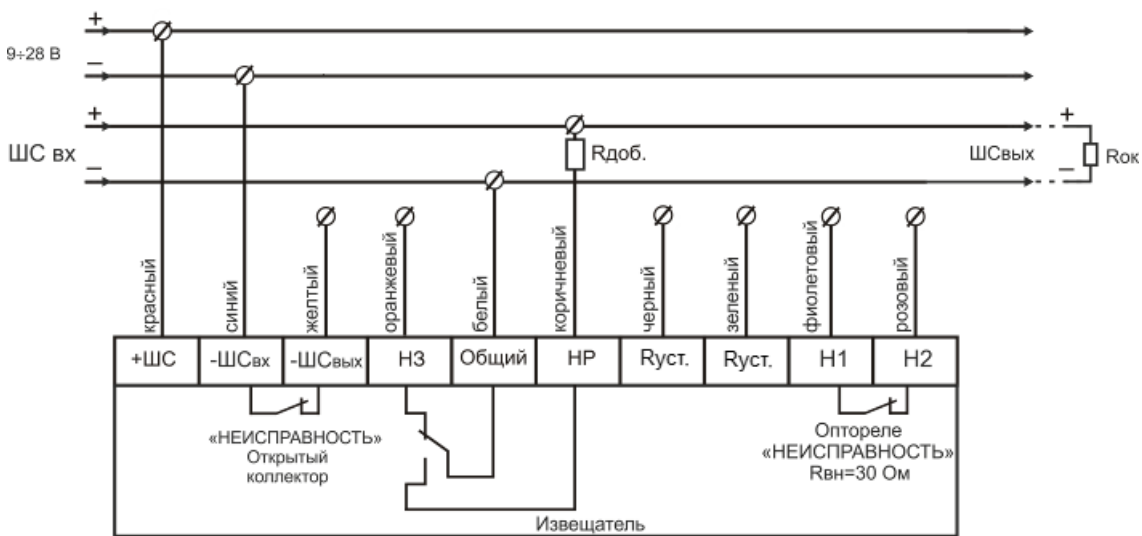 +
9÷28 В
–
+
ШС вх
–
Rдоб.
ШСвых
+
–
Rок
красный
синий
желтый
оранжевый
белый
коричневый
черный
зеленый
фиолетовый
розовый
+ШС
-ШСвх
-ШСвых
НЗ
Общий
НР
Rуст.
Rуст.
Н1
Н2
«НЕИСПРАВНОСТЬ»
Открытый
коллектор
Оптореле
«НЕИСПРАВНОСТЬ»
Rвн=30 Ом
Извещатель